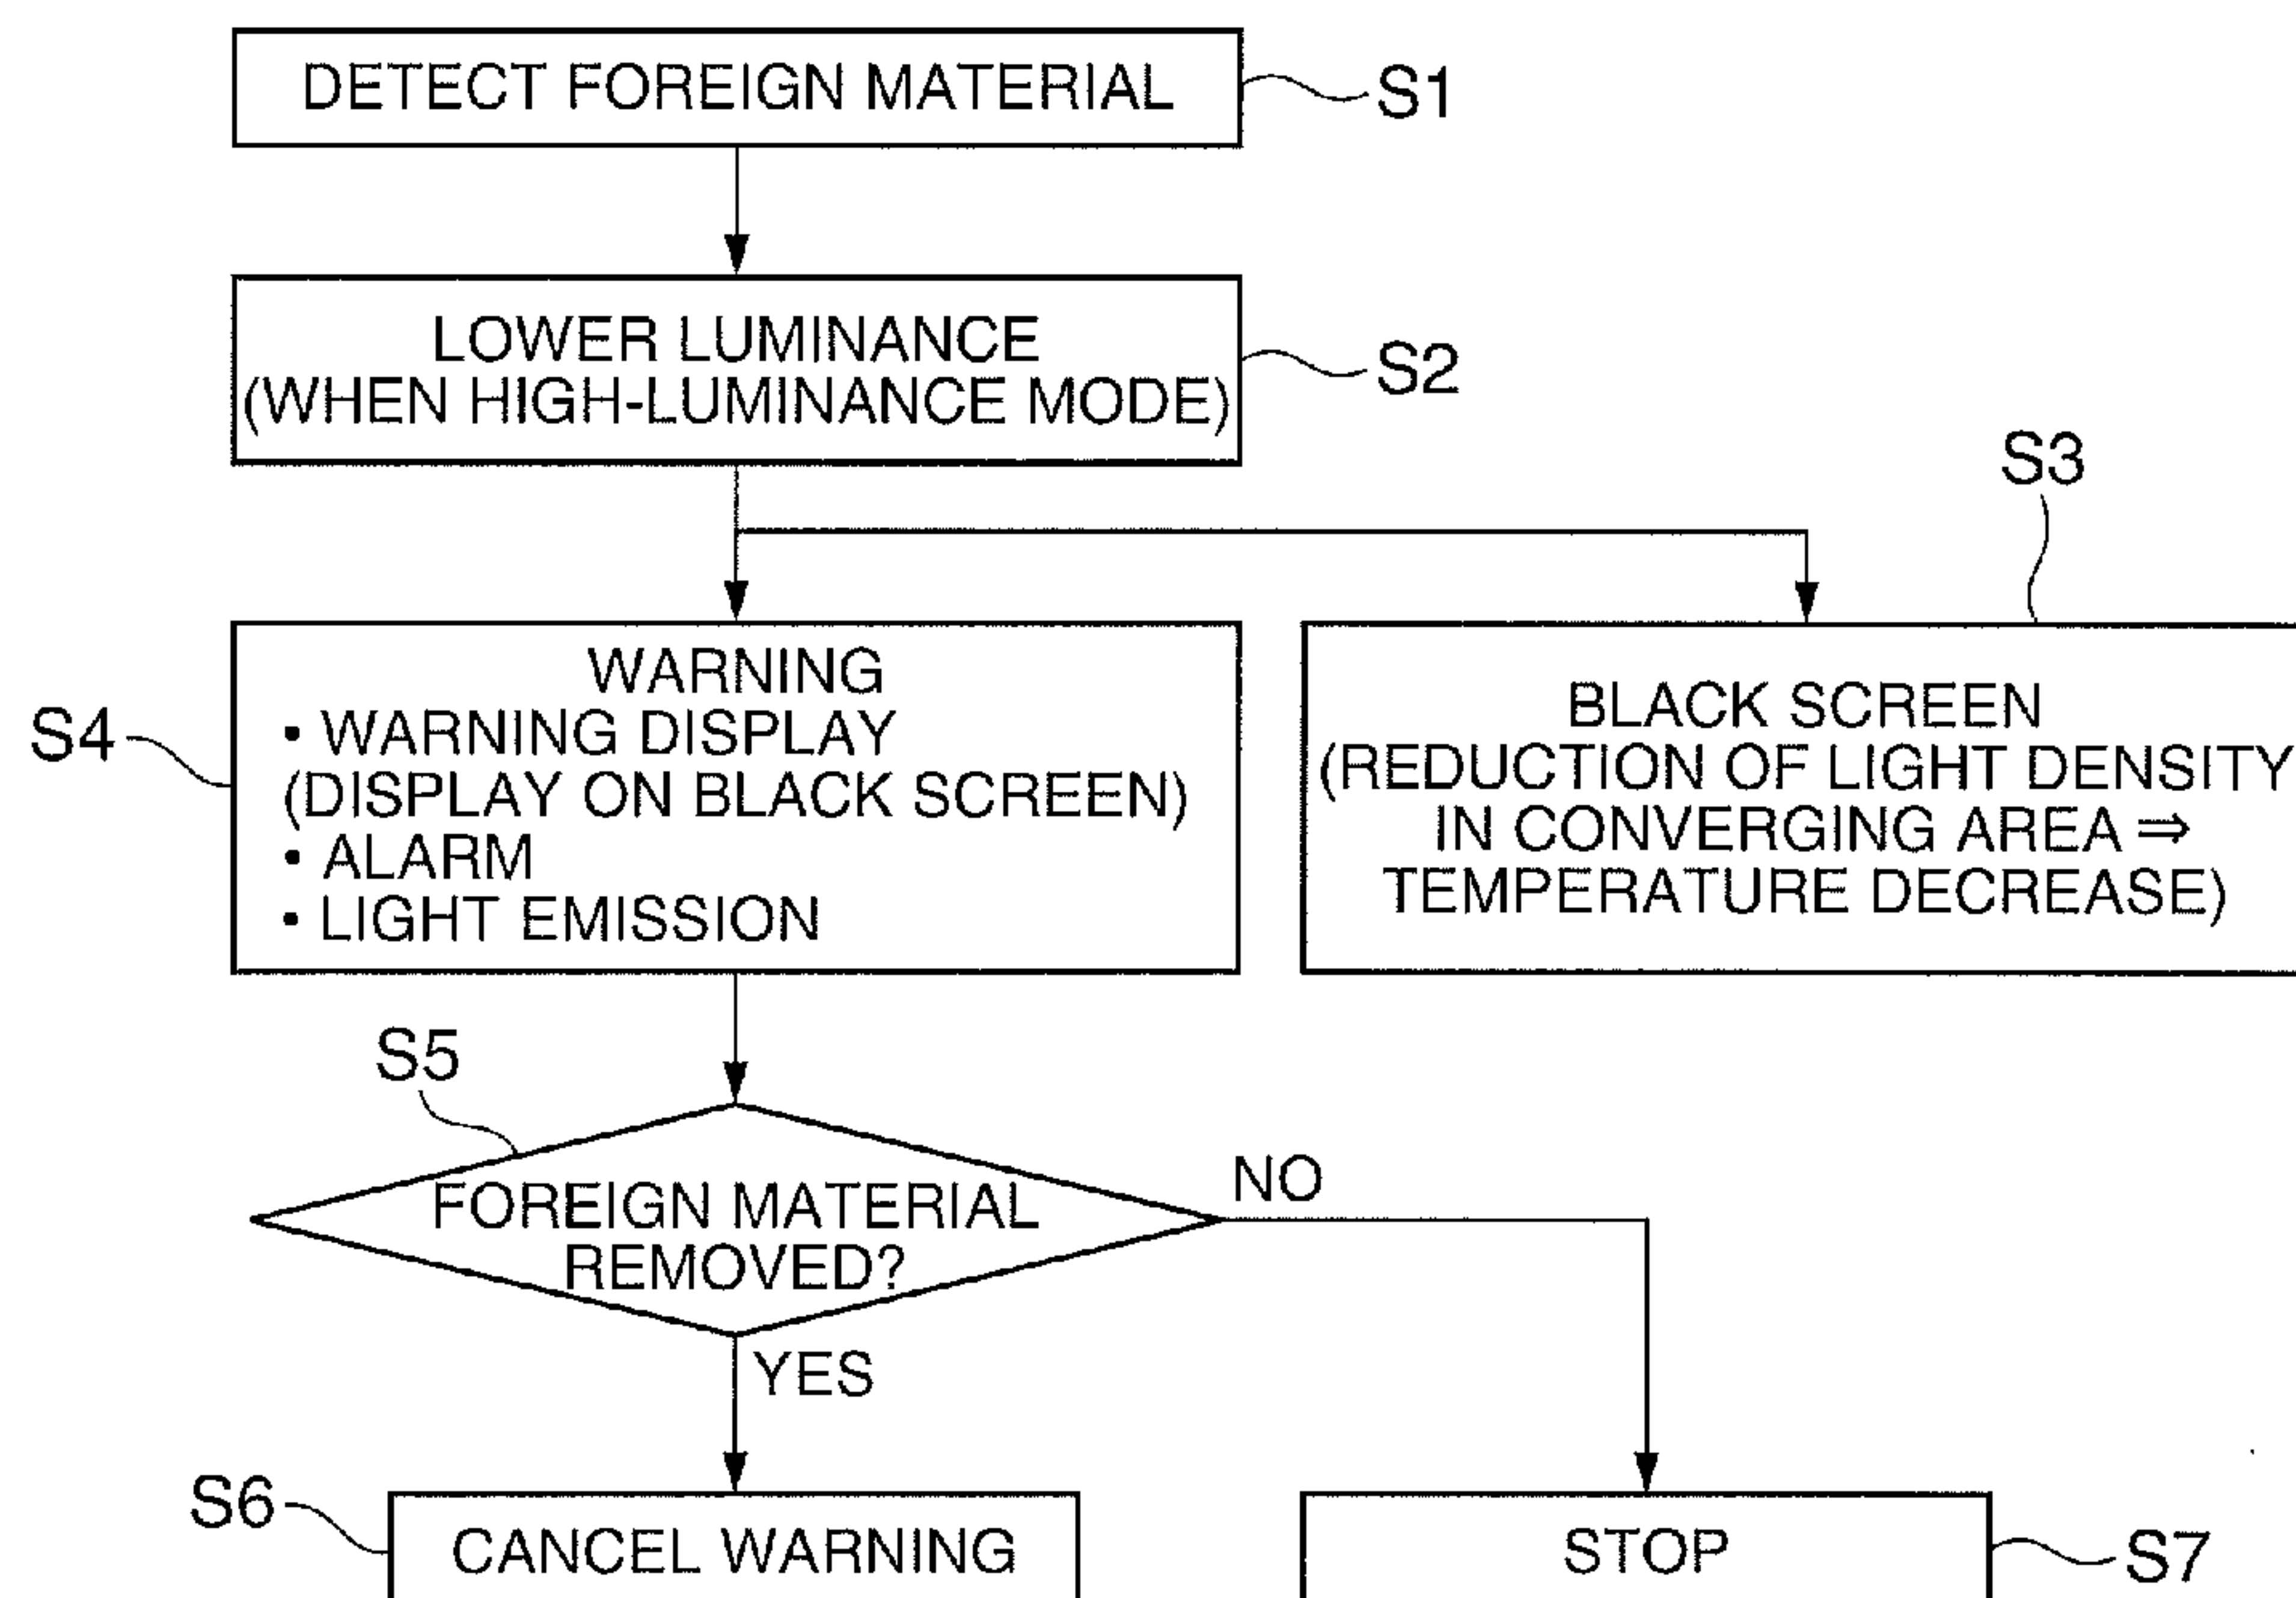 DETECT FOREIGN MATERIAL
S1
LOWER LUMINANCE
(WHEN HIGH-LUMINANCE MODE)
S2
S3
S4
WARNING
• WARNING DISPLAY
(DISPLAY ON BLACK SCREEN)
• ALARM
• LIGHT EMISSION
BLACK SCREEN
(REDUCTION OF LIGHT DENSITY
IN CONVERGING AREA ⇒
TEMPERATURE DECREASE)
S5
FOREIGN MATERIAL
REMOVED?
NO
YES
S6
CANCEL WARNING
STOP
S7